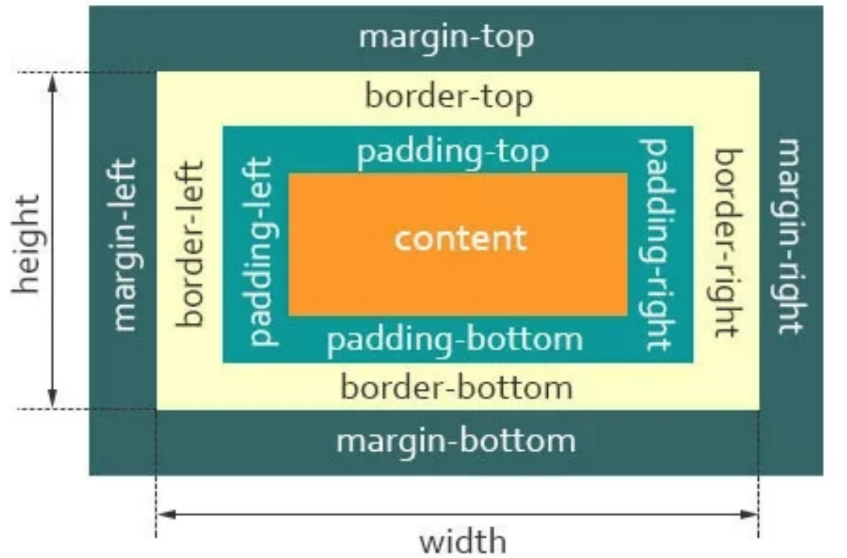 margin-top
border-top
padding-top
height
margin-left
border-left
padding-left
content
padding-right
border-right
margin-right
padding-bottom
border-bottom
margin-bottom
width